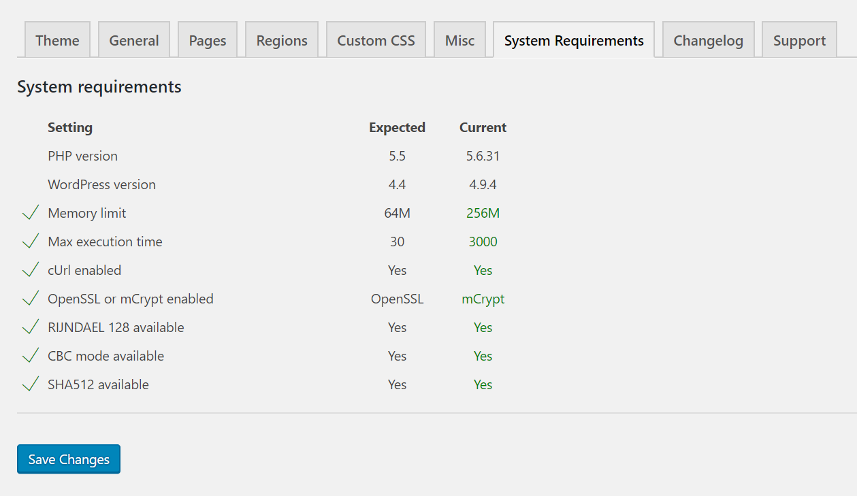 Theme General Pages Regions Custom CSS Misc System Requirements Changelog Support
System requirements
Setting Expected Current
PHP version 5.5 5.6.31
WordPress version 4.4 4.9.4
Memory limit 64M 256M
Max execution time 30 3000
cUrl enabled Yes Yes
OpenSSL or mCrypt enabled OpenSSL mCrypt
RIJNDAEL 128 available Yes Yes
CBC mode available Yes Yes
SHA512 available Yes Yes
Save Changes